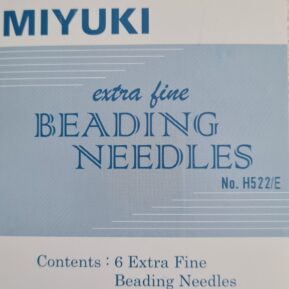 MIYUKI
extra fine
BEADING
NEEDLES
No. H522/E
Contents : 6 Extra Fine
Beading Needles